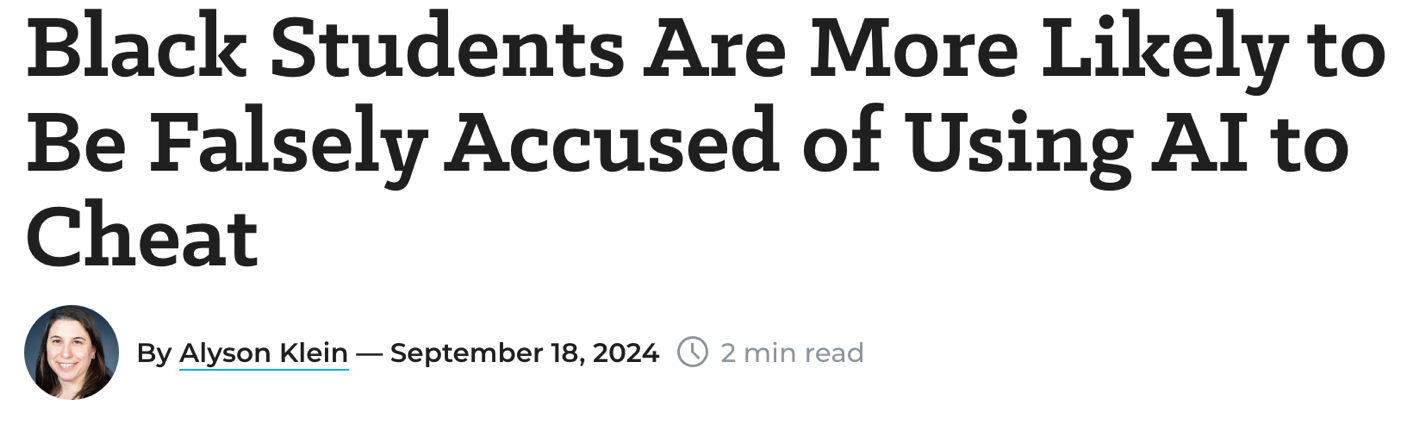 Black Students Are More Likely to
Be Falsely Accused of Using AI to
Cheat
By Alyson Klein — September 18, 2024 2 min read